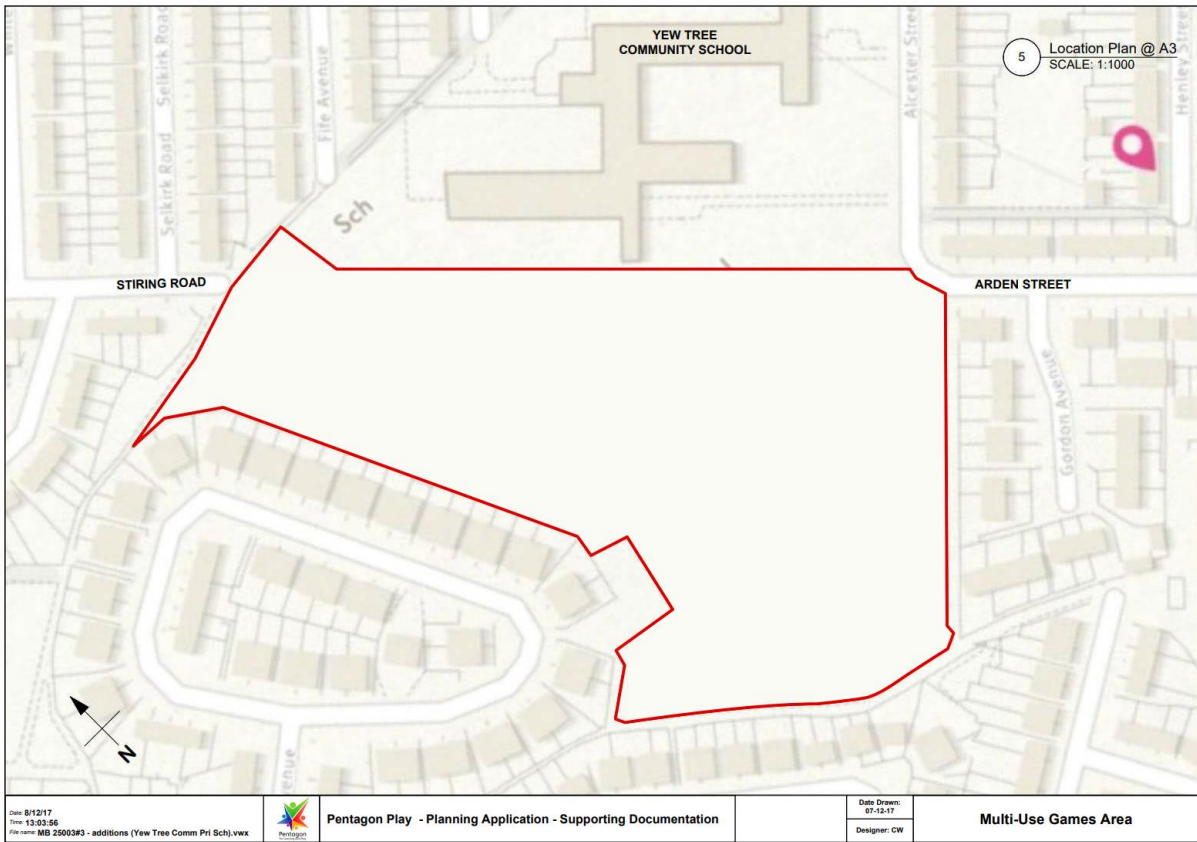 YEW TREE
COMMUNITY SCHOOL
5
Location Plan @ A3
SCALE: 1:1000
Selkirk Road
Selkirk Road
Fife Avenue
Alcester Stre
Henley Street
Sch
STIRING ROAD
ARDEN STREET
Gordon Avenue
N
enue
Date: 8/12/17
Time: 13:03:56
File name: MB 25003#3 - additions (Yew Tree Comm Pri Sch).vwx
Pentagon
Pentagon Play - Planning Application - Supporting Documentation
Date Drawn:
07-12-17
Designer: CW
Multi-Use Games Area